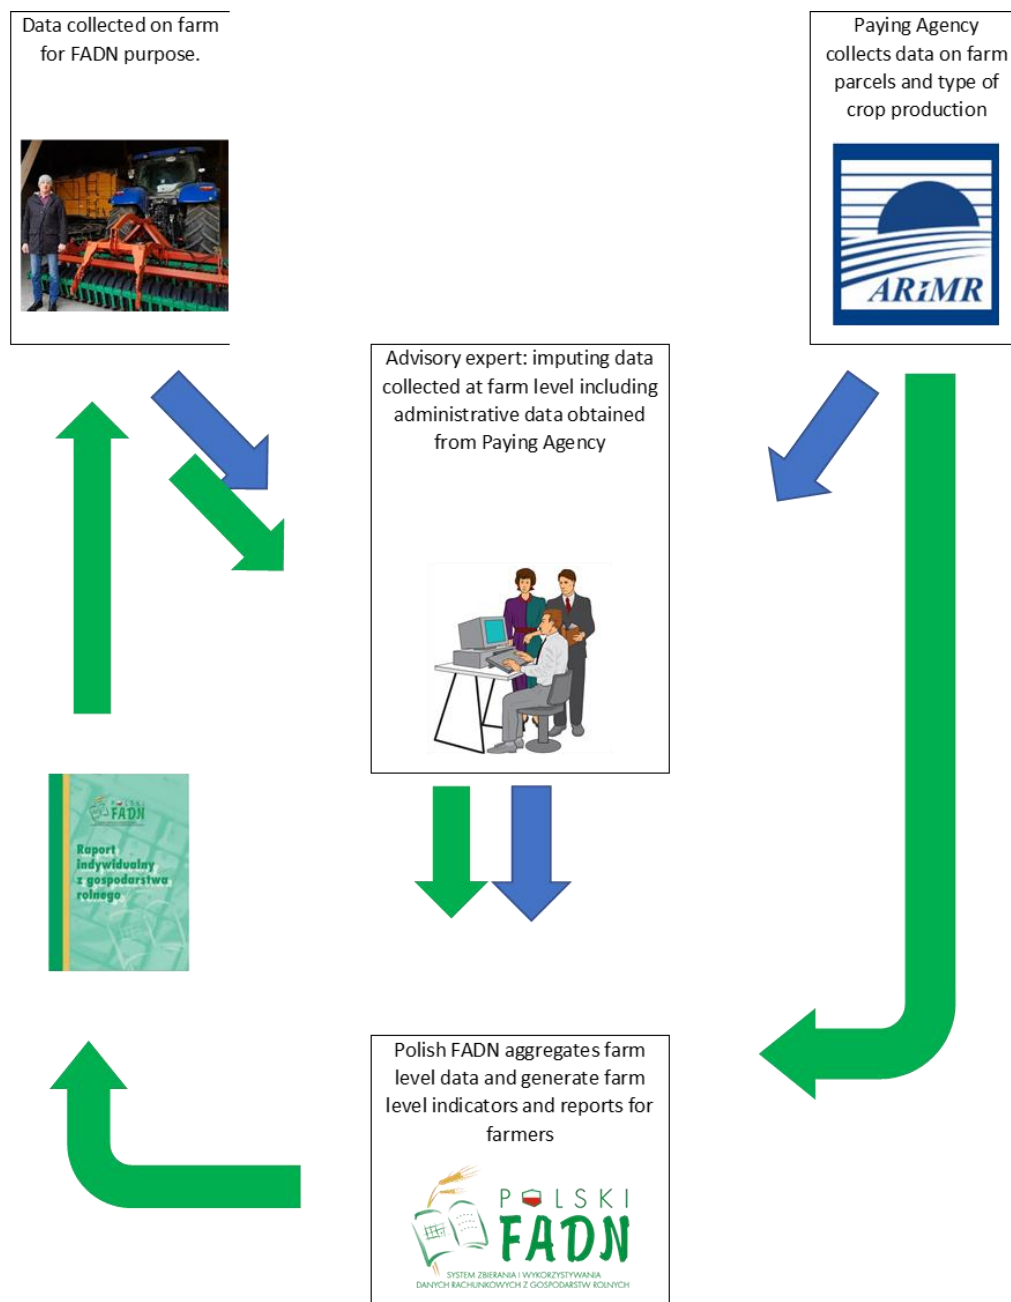 Data collected on farm
for FADN purpose.
Paying Agency
collects data on farm
parcels and type of
crop production
ARiMR
Advisory expert: imputing data
collected at farm level including
administrative data obtained
from Paying Agency
POLSKI
FADN
Raport
indywidualny
z gospodarstwa
rolnego
Polish FADN aggregates farm
level data and generate farm
level indicators and reports for
farmers
POLSKI
FADN
SYSTEM ZBIERANIA I WYKORZYSTYWANIA
DANYCH RACHUNKOWYCH Z GOSPODARSTW ROLNYCH